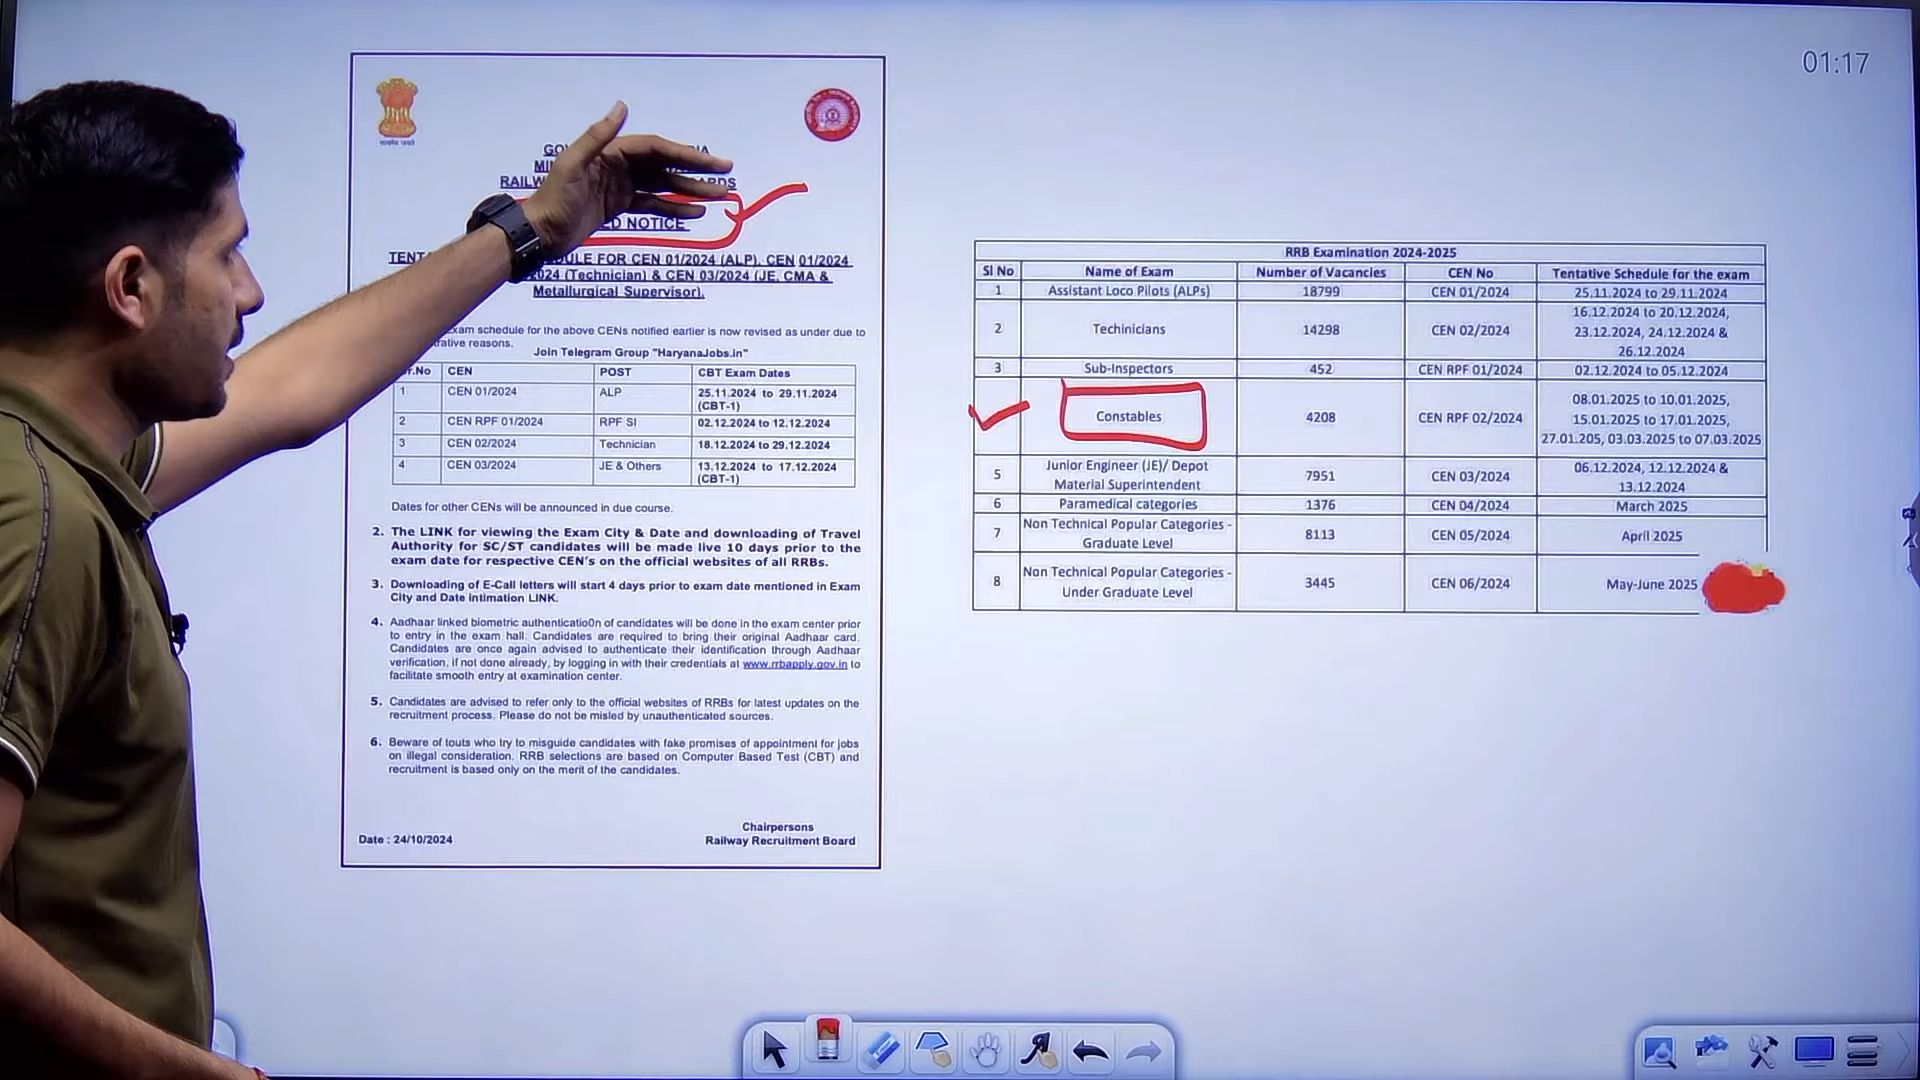 01:17
सत्यमेव जयते
RAILW
ED NOTICE
TENT ULE FOR CEN 01/2024 (ALP), CEN 01/2024
024 (Technician) & CEN 03/2024 (JE, CMA &
Metallurgical Supervisor).
xam schedule for the above CENs notified earlier is now revised as under due to
rative reasons.
Join Telegram Group "HaryanaJobs.in"
r.No CEN POST CBT Exam Dates
1 CEN 01/2024 ALP 25.11.2024 to 29.11.2024
(CBT-1)
2 CEN RPF 01/2024 RPF SI 02.12.2024 to 12.12.2024
3 CEN 02/2024 Technician 18.12.2024 to 29.12.2024
4 CEN 03/2024 JE & Others 13.12.2024 to 17.12.2024
(CBT-1)
Dates for other CENs will be announced in due course.
2. The LINK for viewing the Exam City & Date and downloading of Travel
Authority for SC/ST candidates will be made live 10 days prior to the
exam date for respective CEN's on the official websites of all RRBs.
3. Downloading of E-Call letters will start 4 days prior to exam date mentioned in Exam
City and Date intimation LINK.
4. Aadhaar linked biometric authenticatio0n of candidates will be done in the exam center prior
to entry in the exam hall. Candidates are required to bring their original Aadhaar card.
Candidates are once again advised to authenticate their identification through Aadhaar
verification, if not done already, by logging in with their credentials at www.rrbapply.gov.in to
facilitate smooth entry at examination center.
5. Candidates are advised to refer only to the official websites of RRBs for latest updates on the
recruitment process. Please do not be misled by unauthenticated sources.
6. Beware of touts who try to misguide candidates with fake promises of appointment for jobs
on illegal consideration. RRB selections are based on Computer Based Test (CBT) and
recruitment is based only on the merit of the candidates.
Chairpersons
Date : 24/10/2024 Railway Recruitment Board
RRB Examination 2024-2025
Sl No Name of Exam Number of Vacancies CEN No Tentative Schedule for the exam
1 Assistant Loco Pilots (ALPs) 18799 CEN 01/2024 25.11.2024 to 29.11.2024
2 Techinicians 14298 CEN 02/2024 16.12.2024 to 20.12.2024,
23.12.2024, 24.12.2024 &
26.12.2024
3 Sub-Inspectors 452 CEN RPF 01/2024 02.12.2024 to 05.12.2024
Constables 4208 CEN RPF 02/2024 08.01.2025 to 10.01.2025,
15.01.2025 to 17.01.2025,
27.01.205, 03.03.2025 to 07.03.2025
5 Junior Engineer (JE)/ Depot
Material Superintendent 7951 CEN 03/2024 06.12.2024, 12.12.2024 &
13.12.2024
6 Paramedical categories 1376 CEN 04/2024 March 2025
7 Non Technical Popular Categories -
Graduate Level 8113 CEN 05/2024 April 2025
8 Non Technical Popular Categories -
Under Graduate Level 3445 CEN 06/2024 May-June 2025